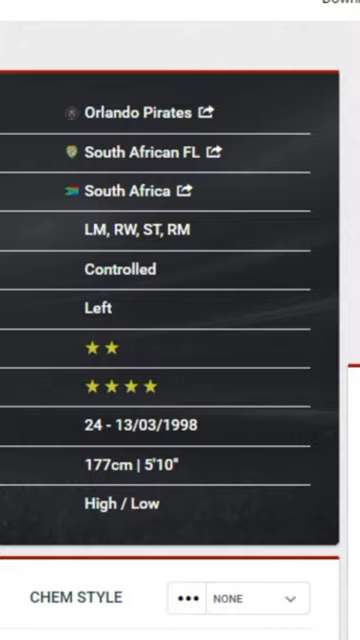 Orlando Pirates
South African FL
South Africa
LM, RW, ST, RM
Controlled
Left
24 - 13/03/1998
177cm | 5'10"
High / Low
CHEM STYLE
••• NONE